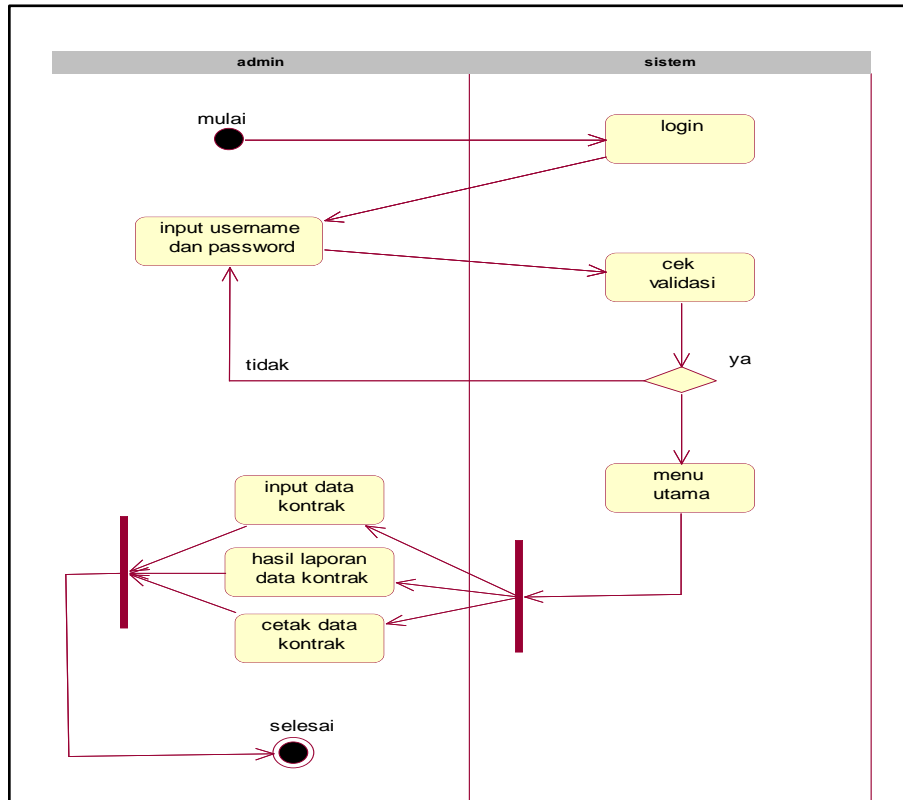 admin
sistem
mulai
login
input username
dan password
cek
validasi
tidak
ya
menu
utama
input data
kontrak
hasil laporan
data kontrak
cetak data
kontrak
selesai